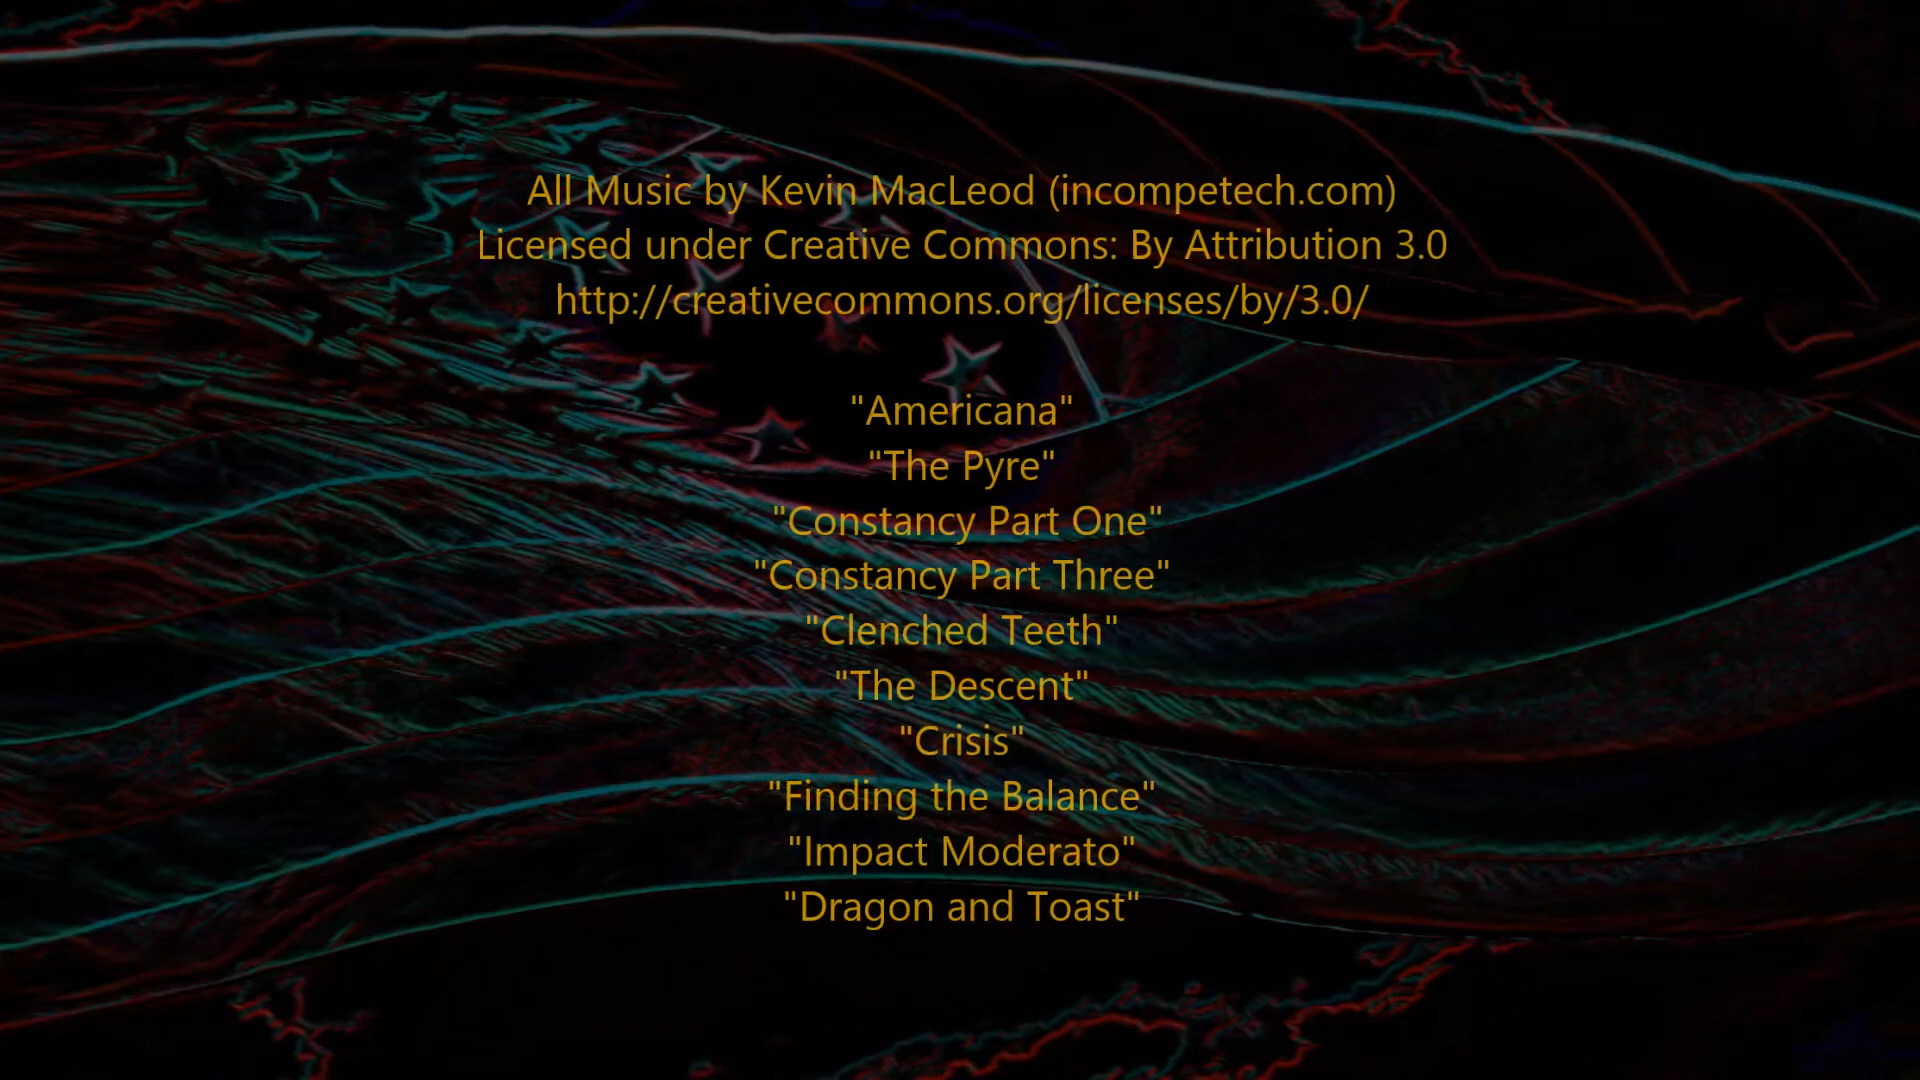 All Music by Kevin MacLeod (incompetech.com)
Licensed under Creative Commons: By Attribution 3.0
http://creativecommons.org/licenses/by/3.0/
"Americana"
"The Pyre"
"Constancy Part One"
"Constancy Part Three"
"Clenched Teeth"
"The Descent"
"Crisis"
"Finding the Balance"
"Impact Moderato"
"Dragon and Toast"